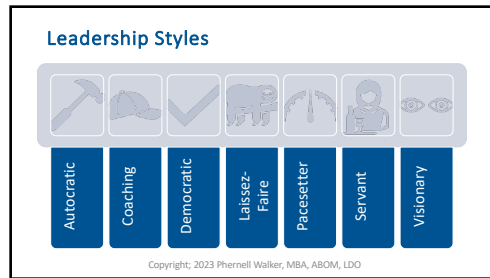 Leadership Styles
Autocratic
Coaching
Democratic
Laissez-
Faire
Pacesetter
Servant
Visionary
Copyright; 2023 Phernell Walker, MBA, ABOM, LDO